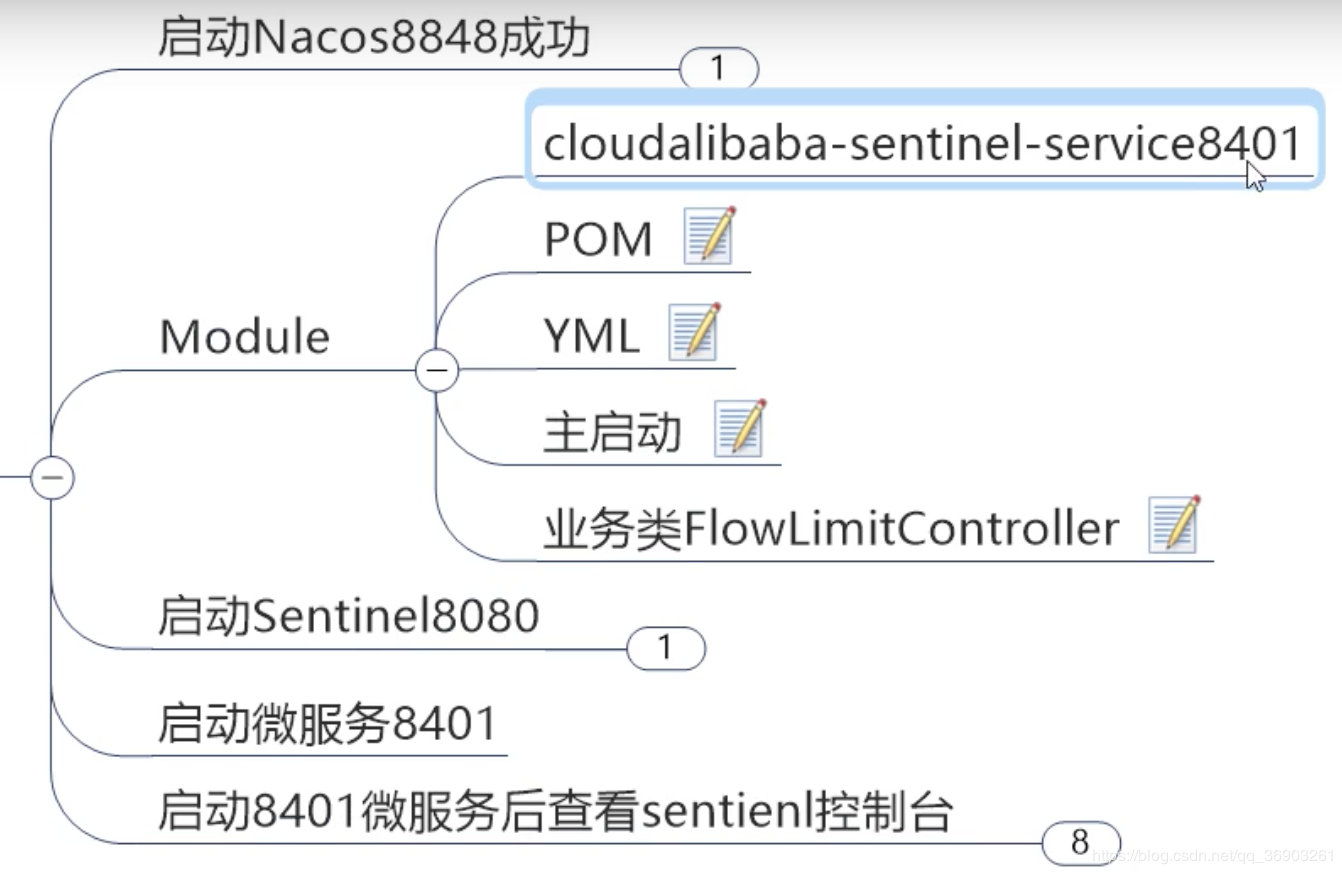 启动Nacos8848成功
1
cloudalibaba-sentinel-service8401
POM
YML
Module
主启动
业务类FlowLimitController
启动Sentinel8080
1
启动微服务8401
启动8401微服务后查看sentienl控制台
8
https://blog.csdn.net/qq_36903261